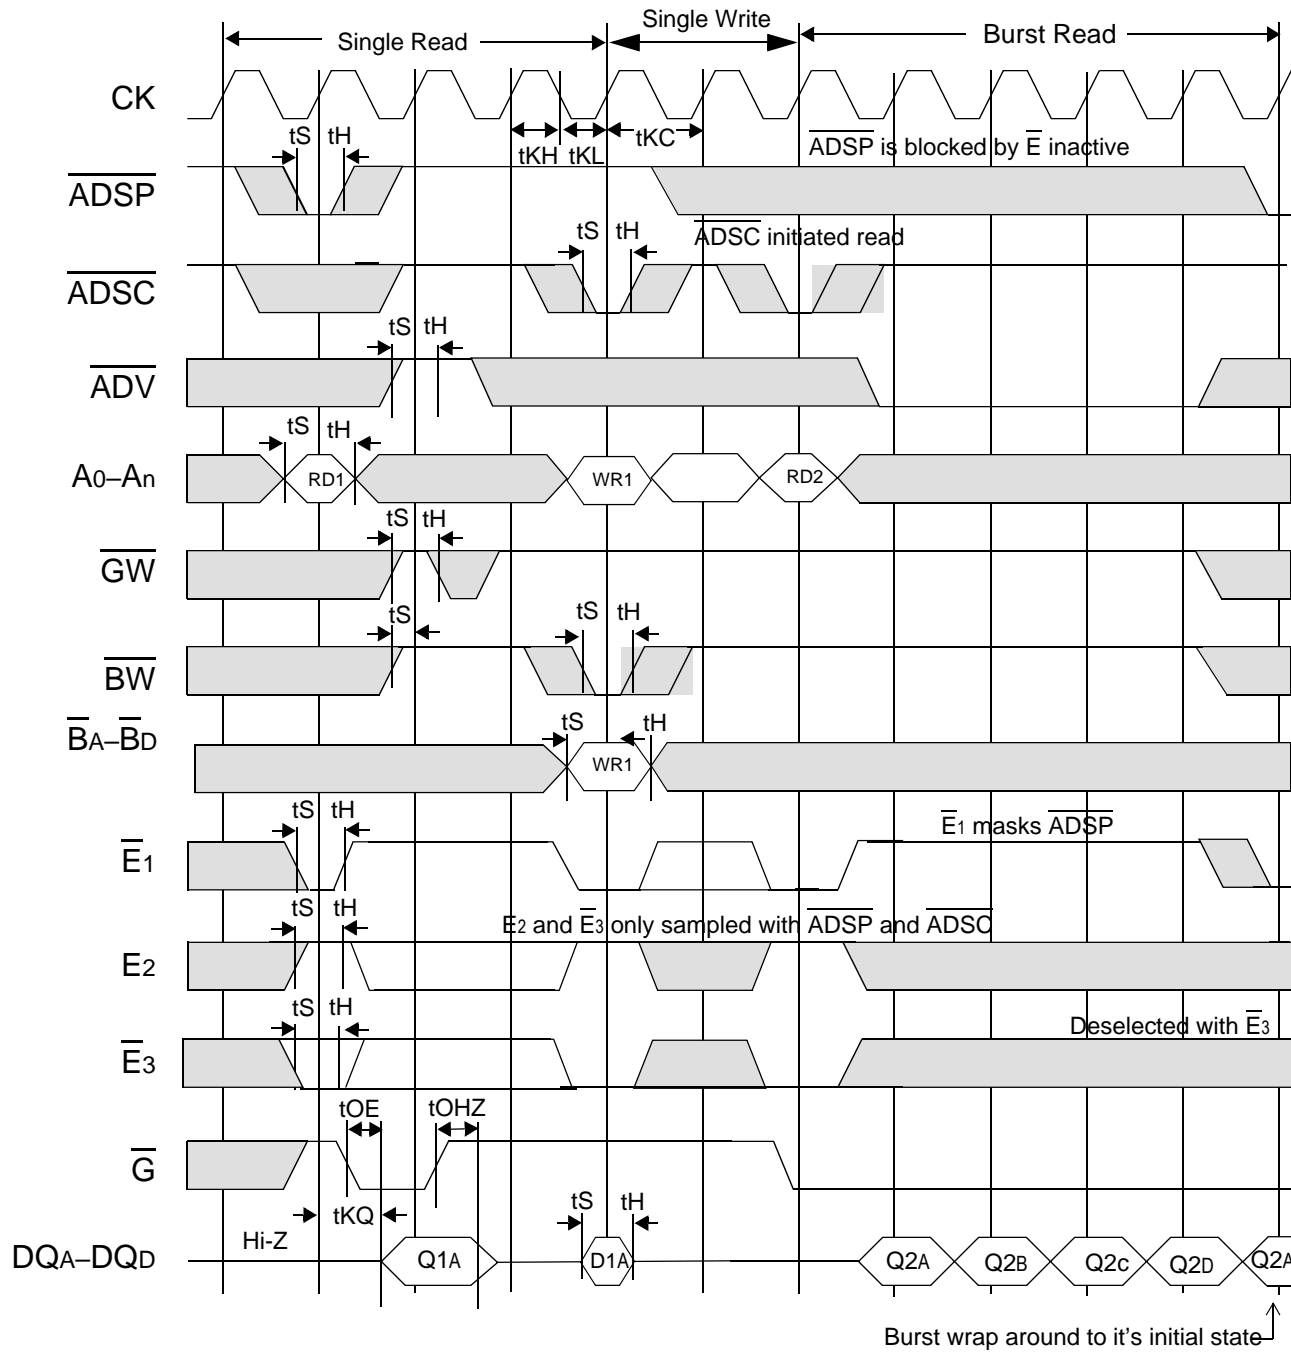 Single Read
Single Write
Burst Read
CK
tS tH
tKH tKL
tKC
ADSP is blocked by E inactive
ADSP
tS tH
ADSC initiated read
ADSC
tS tH
ADV
tS tH
A0–An
RD1
WR1
RD2
tS tH
GW
tS
tS tH
BW
BA–BD
tS tH
WR1
tS tH
E1 masks ADSP
E1
tS tH
E2 and E3 only sampled with ADSP and ADSC
E2
tS tH
Deselected with E3
E3
tOE tOHZ
G
tKQ
tS tH
Hi-Z
DQA–DQD
Q1A
D1A
Q2A
Q2B
Q2c
Q2D
Q2A
Burst wrap around to it's initial state